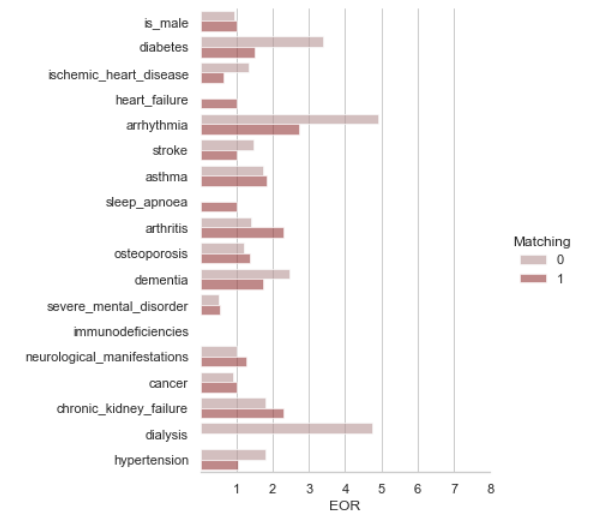 is_male
diabetes
ischemic_heart_disease
heart_failure
arrhythmia
stroke
asthma
sleep_apnoea
arthritis
osteoporosis
dementia
severe_mental_disorder
immunodeficiencies
neurological_manifestations
cancer
chronic_kidney_failure
dialysis
hypertension
Matching
0
1
1 2 3 4 5 6 7 8
EOR